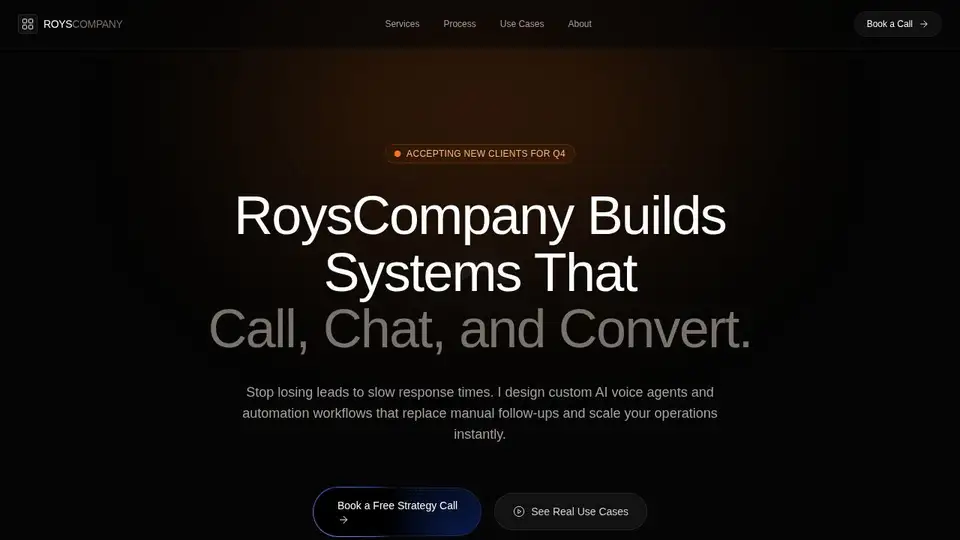 ROYSCOMPANY
Services
Process
Use Cases
About
Book a Call
ACCEPTING NEW CLIENTS FOR Q4
RoysCompany Builds
Systems That
Call, Chat, and Convert.
Stop losing leads to slow response times. I design custom AI voice agents and
automation workflows that replace manual follow-ups and scale your operations
instantly.
Book a Free Strategy Call
See Real Use Cases